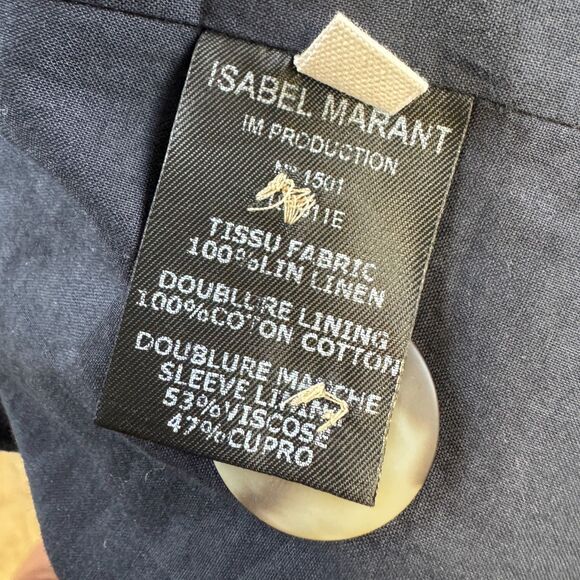 ISABEL MARANT
IM PRODUCTION
N° 1501
011E
TISSU FABRIC
100%LIN LINEN
DOUBLURE LINING
100%COTON COTTON
DOUBLURE MANCHE
SLEEVE LINING
53%VISCOSE
47%CUPRO